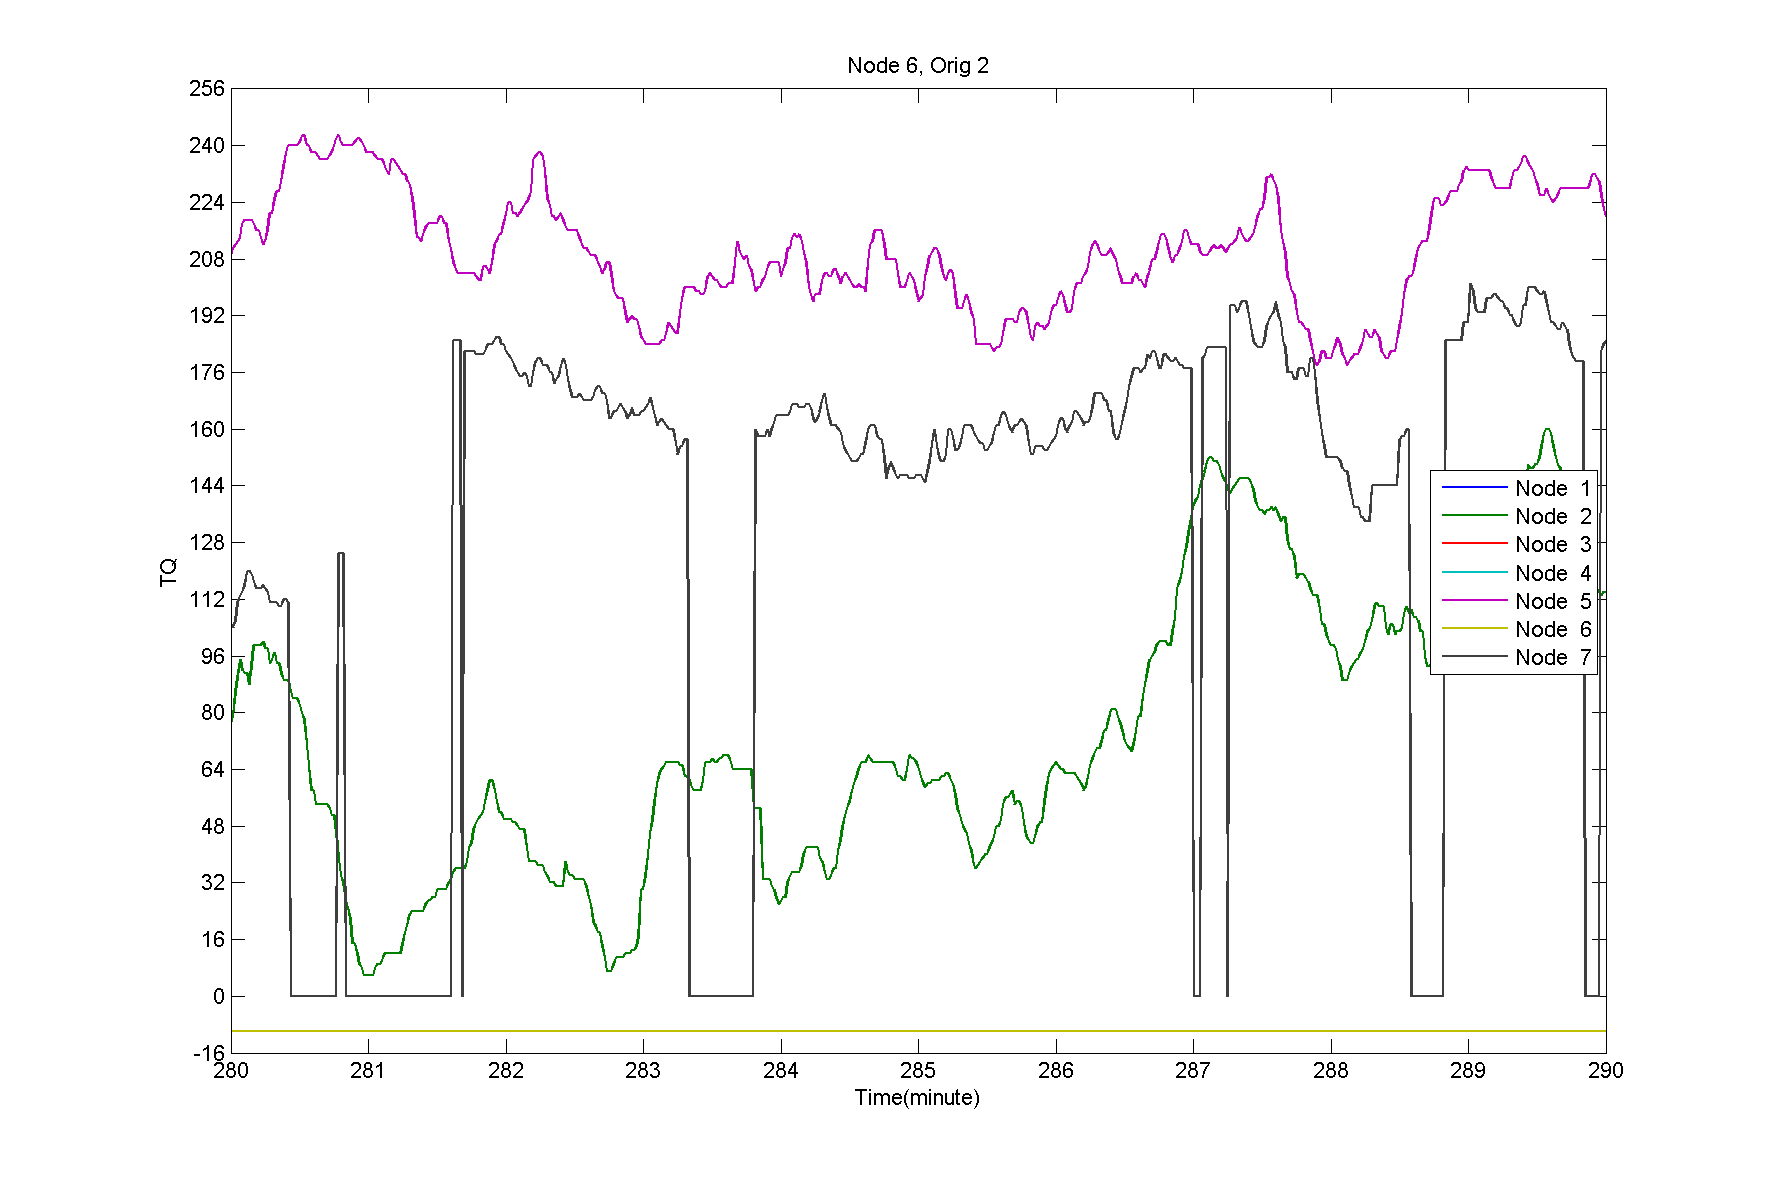 Node 6, Orig 2
256
240
224
208
192
176
160
144
128
112
96
80
64
48
32
16
0
-16
TQ
Node 1
Node 2
Node 3
Node 4
Node 5
Node 6
Node 7
280 281 282 283 284 285 286 287 288 289 290
Time(minute)